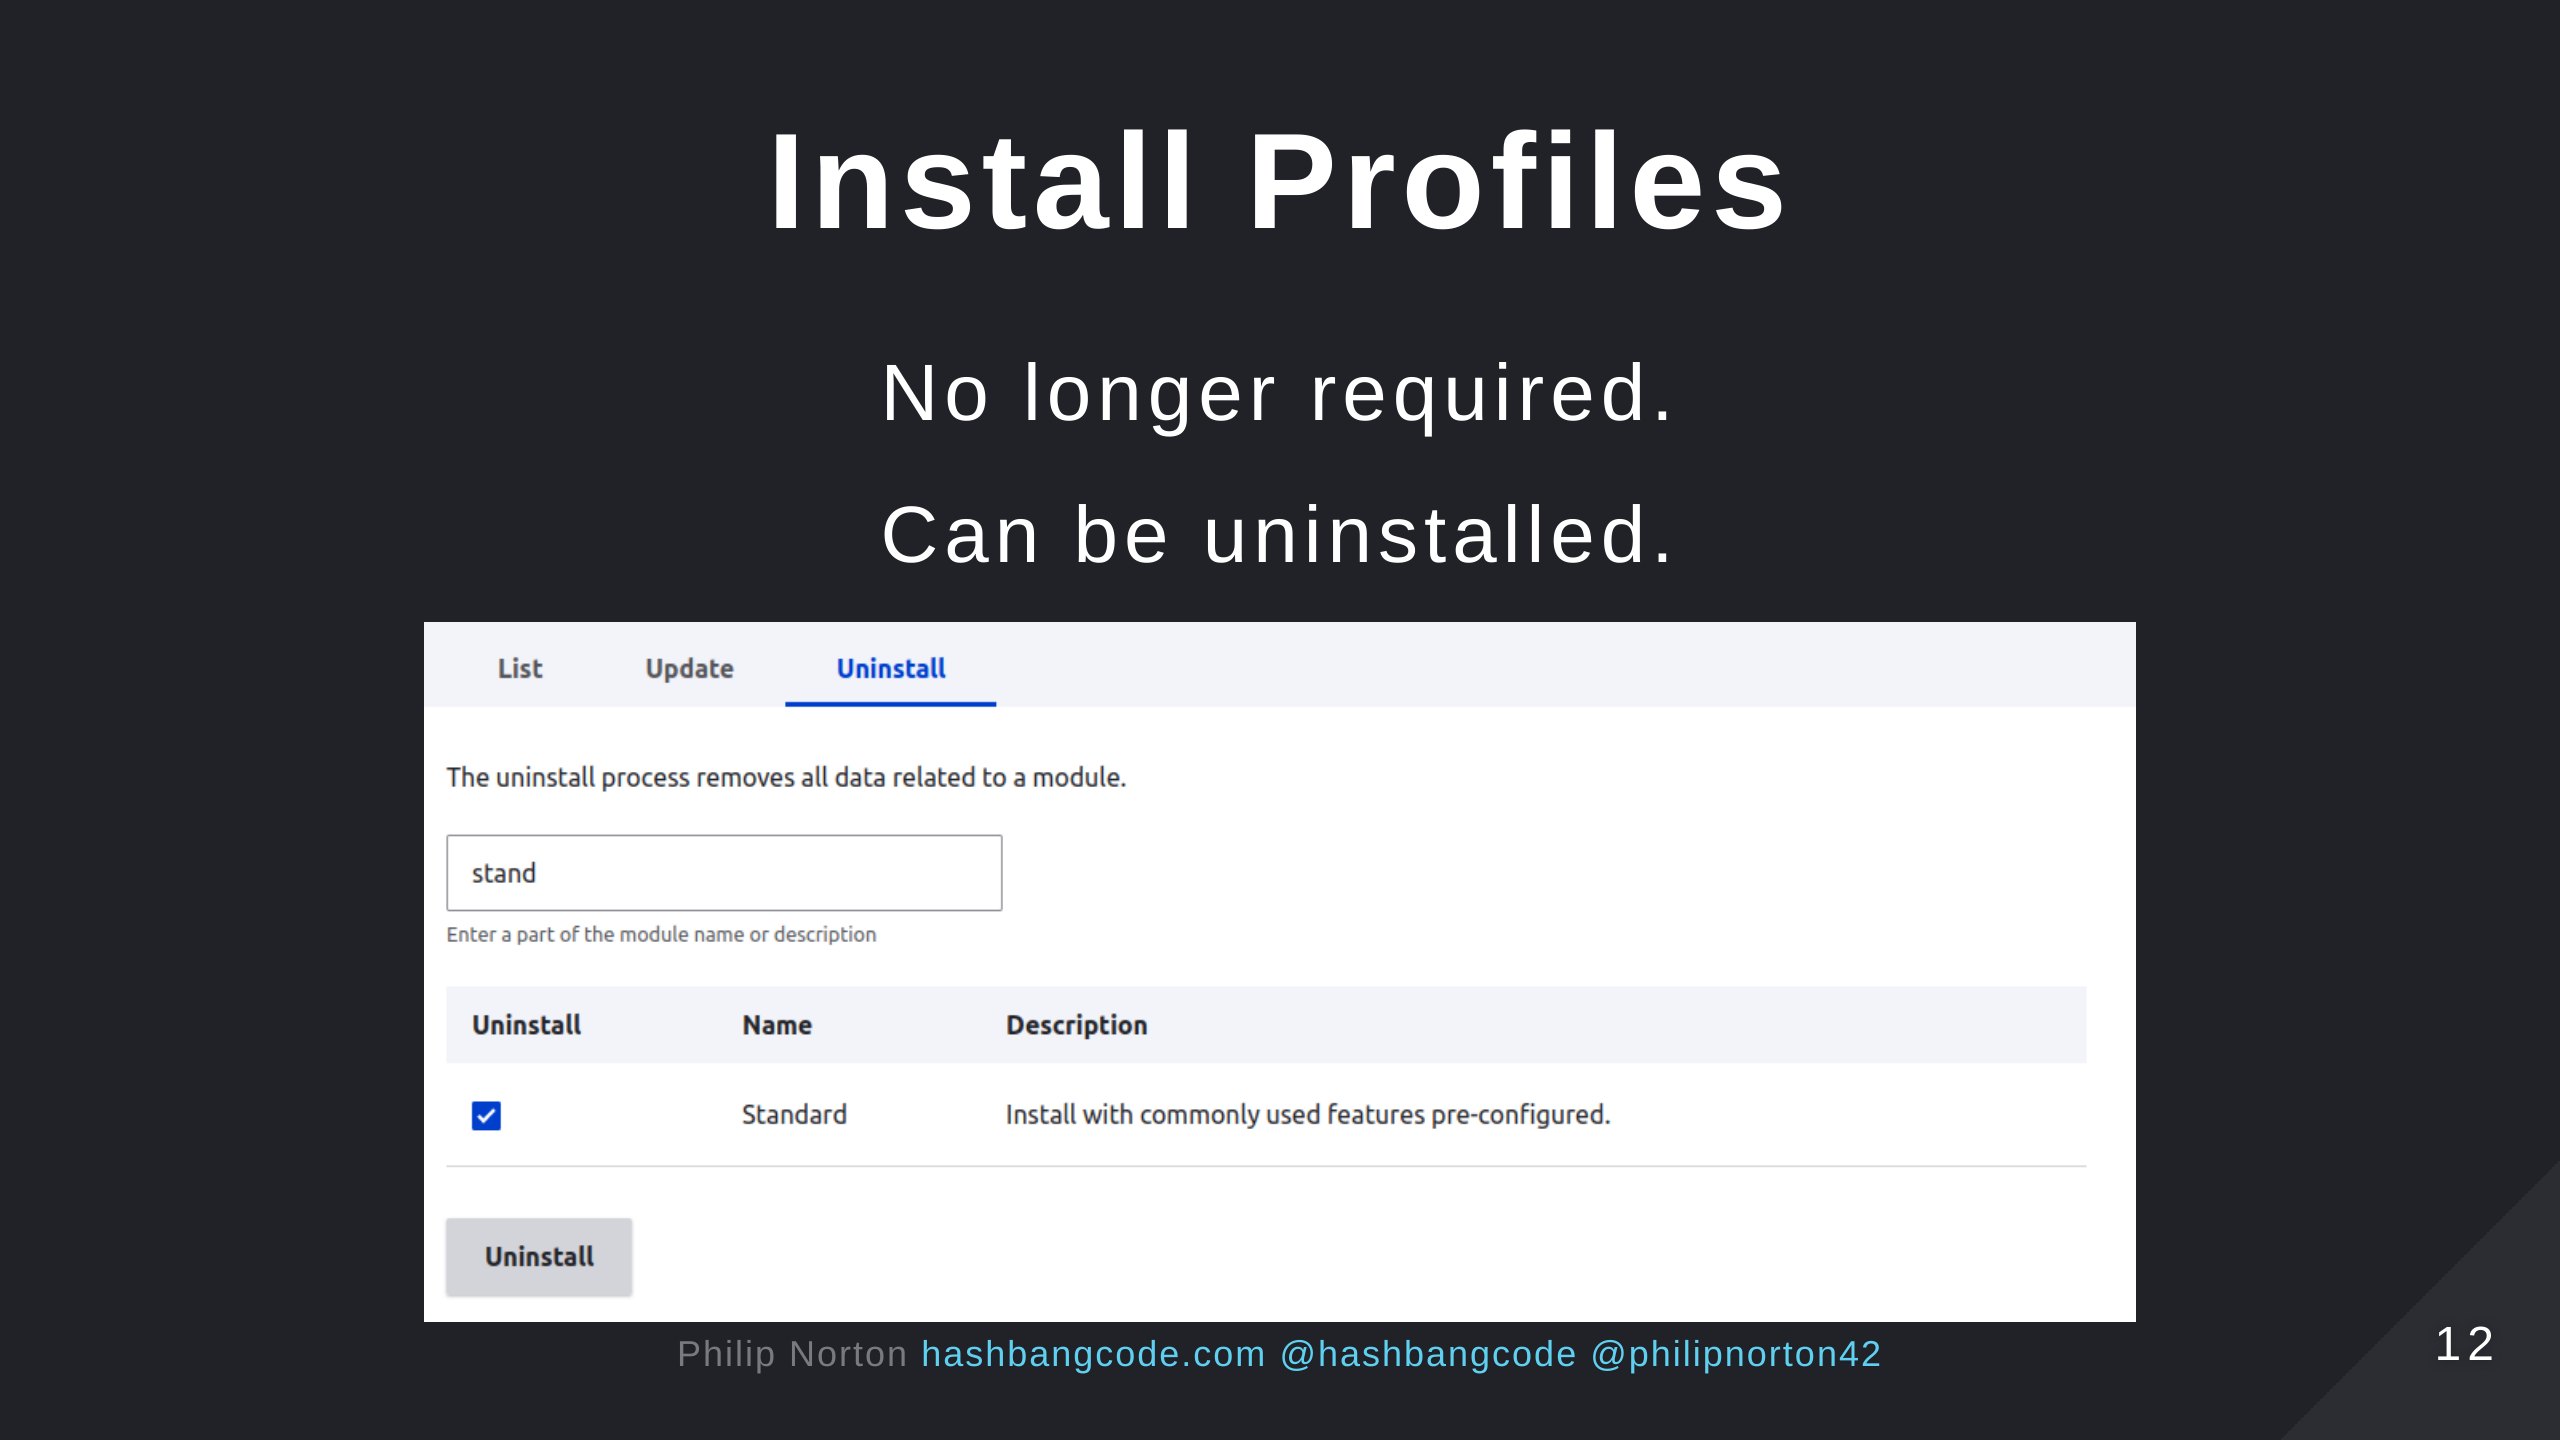 Install Profiles
No longer required.
Can be uninstalled.
List Update Uninstall
The uninstall process removes all data related to a module.
stand
Enter a part of the module name or description
Uninstall Name Description
Standard Install with commonly used features pre-configured.
Uninstall
Philip Norton hashbangcode.com @hashbangcode @philipnorton42
12